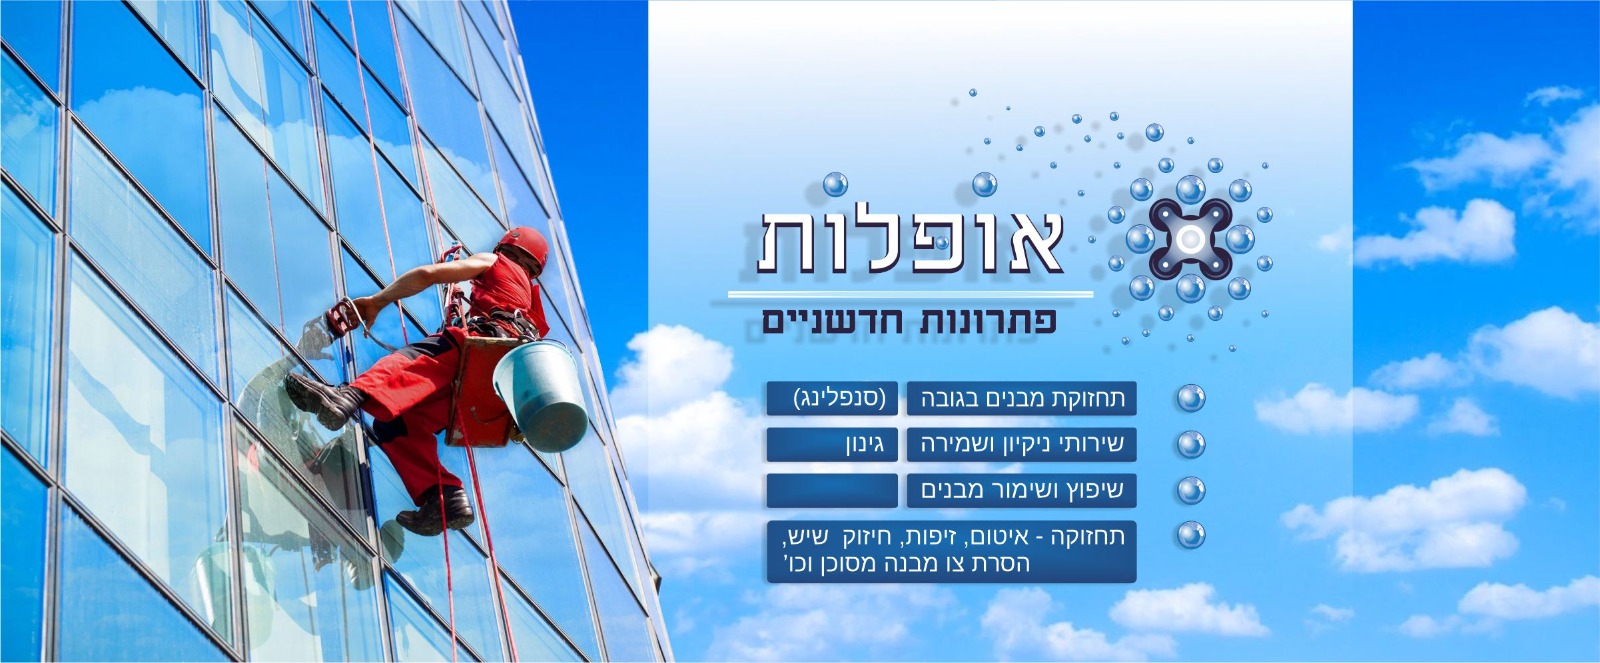 אופלות
פתרונות חדשניים
תחזוקת מבנים בגובה (סנפלינג)
שירותי ניקיון ושמירה גינון
שיפוץ ושימור מבנים
תחזוקה - איטום, זיפות, חיזוק שיש,
הסרת צו מבנה מסוכן וכו'